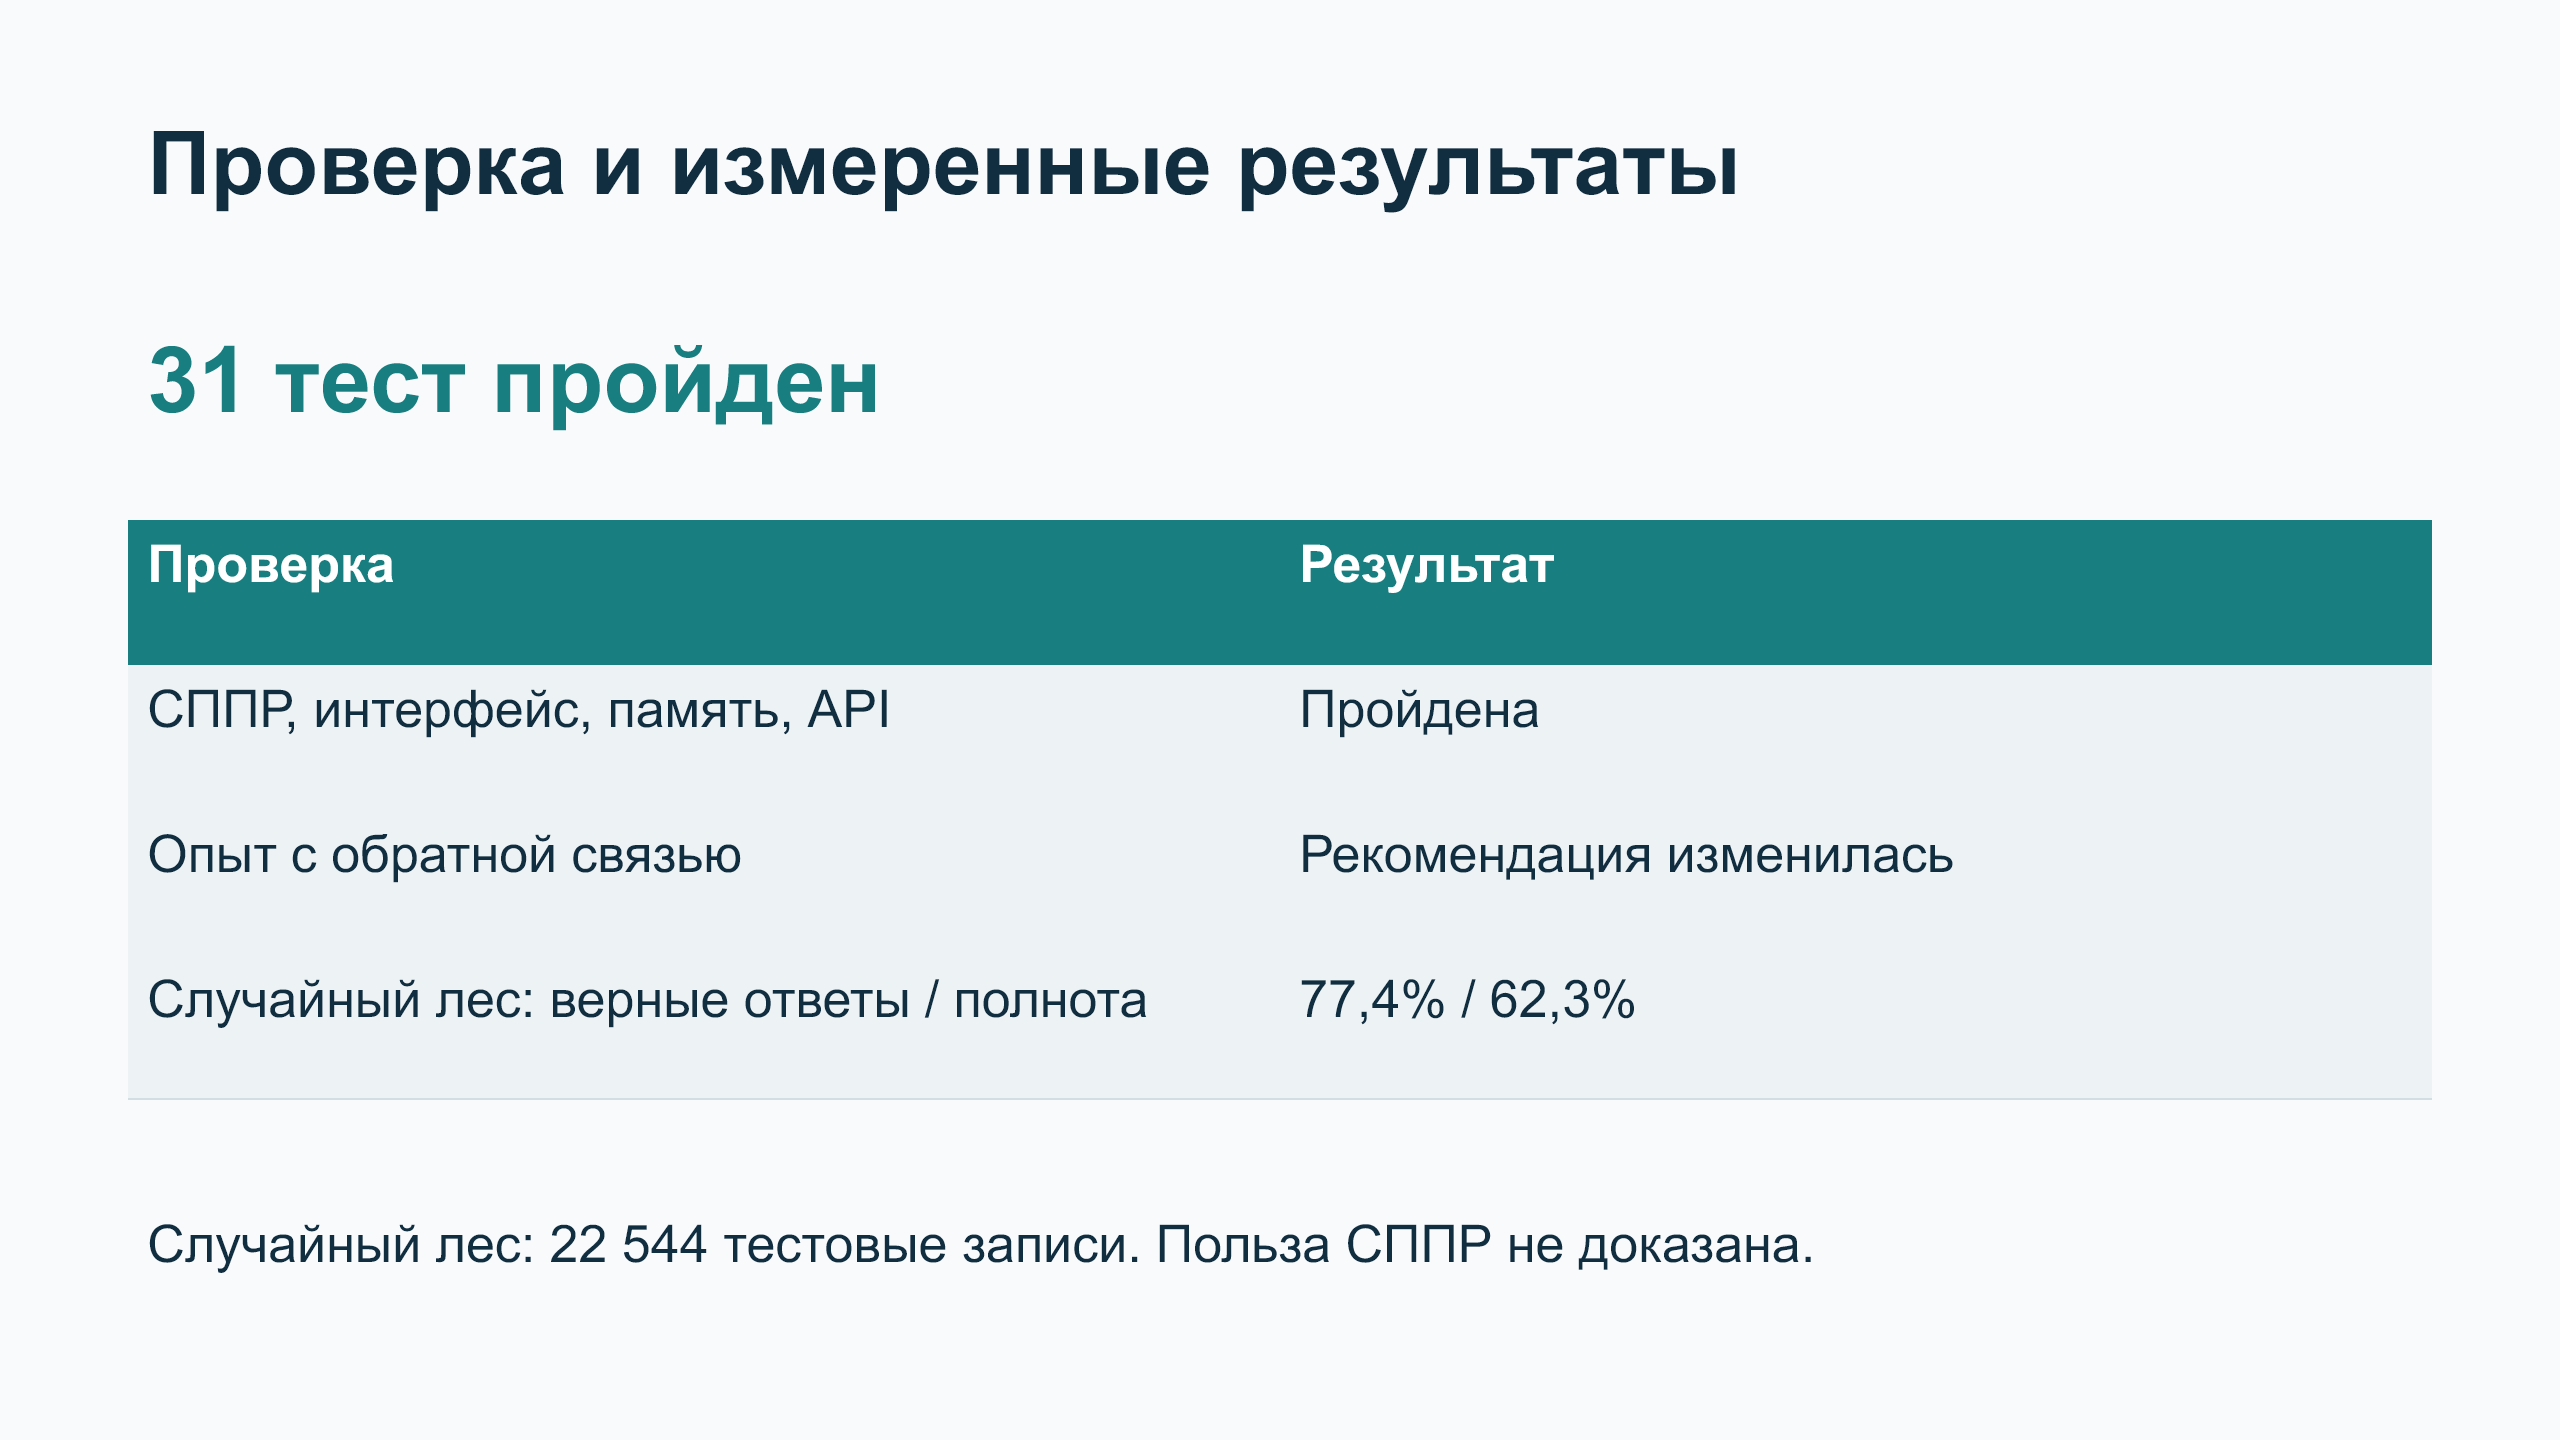 Проверка и измеренные результаты
31 тест пройден
Проверка Результат
СППР, интерфейс, память, API Пройдена
Опыт с обратной связью Рекомендация изменилась
Случайный лес: верные ответы / полнота 77,4% / 62,3%
Случайный лес: 22 544 тестовые записи. Польза СППР не доказана.